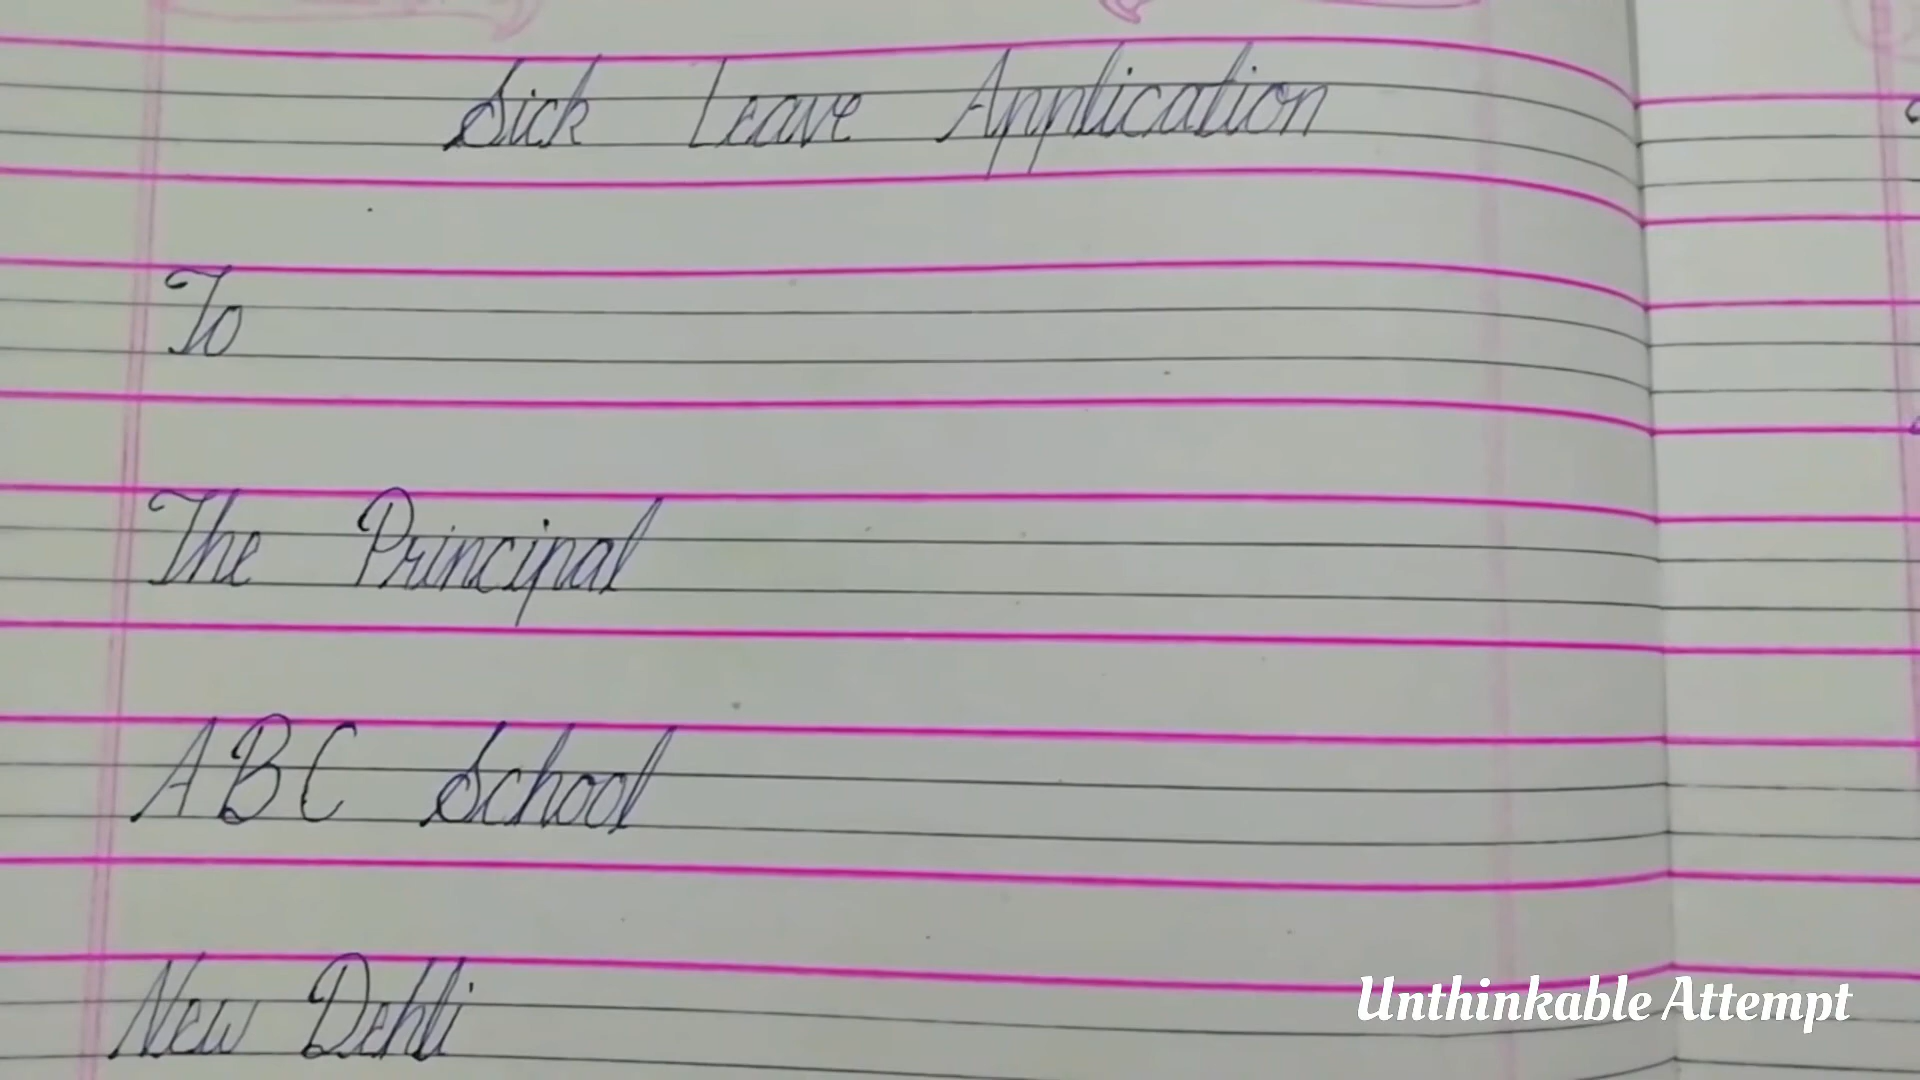 Sick Leave Application
To
The Principal
ABC School
New Dehli
Unthinkable Attempt